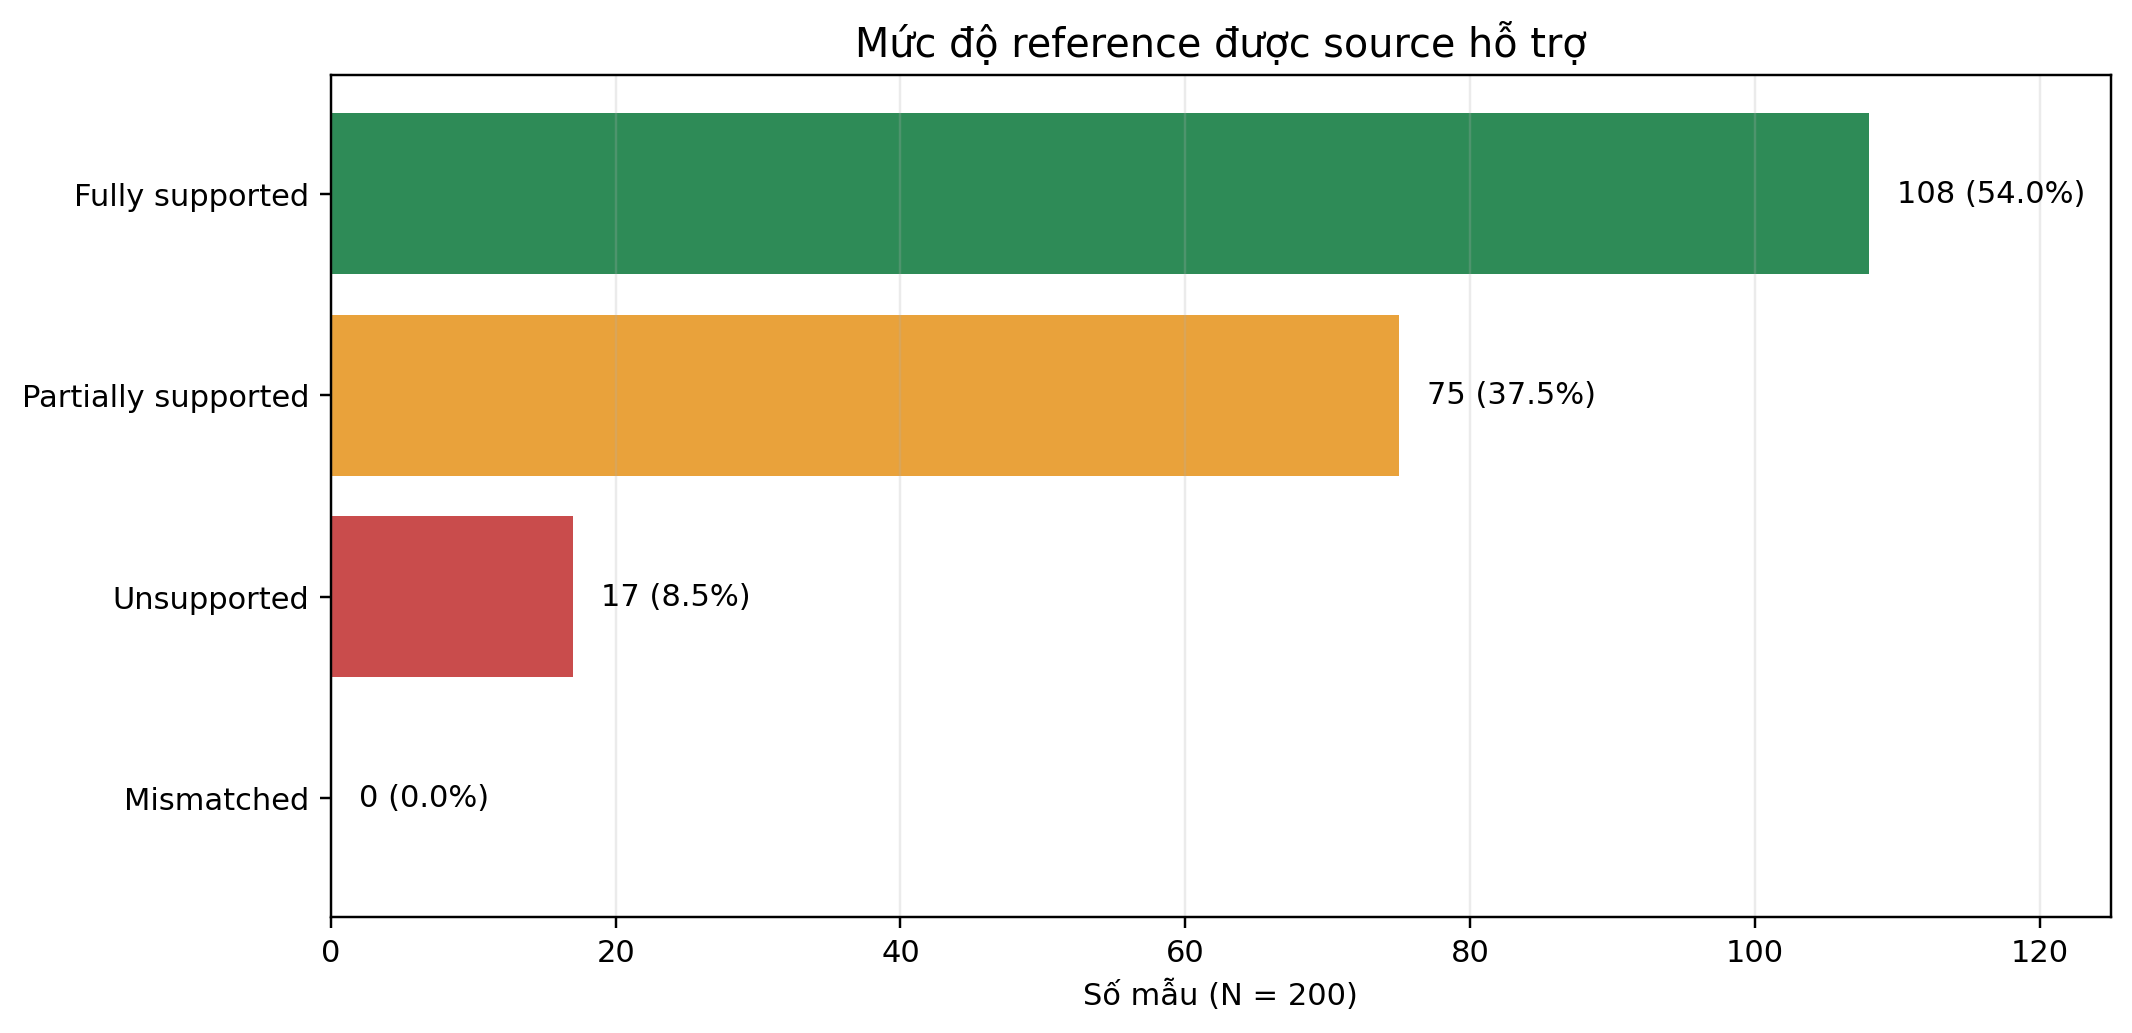 Mức độ reference được source hỗ trợ
Fully supported
108 (54.0%)
Partially supported
75 (37.5%)
Unsupported
17 (8.5%)
Mismatched
0 (0.0%)
0 20 40 60 80 100 120
Số mẫu (N = 200)